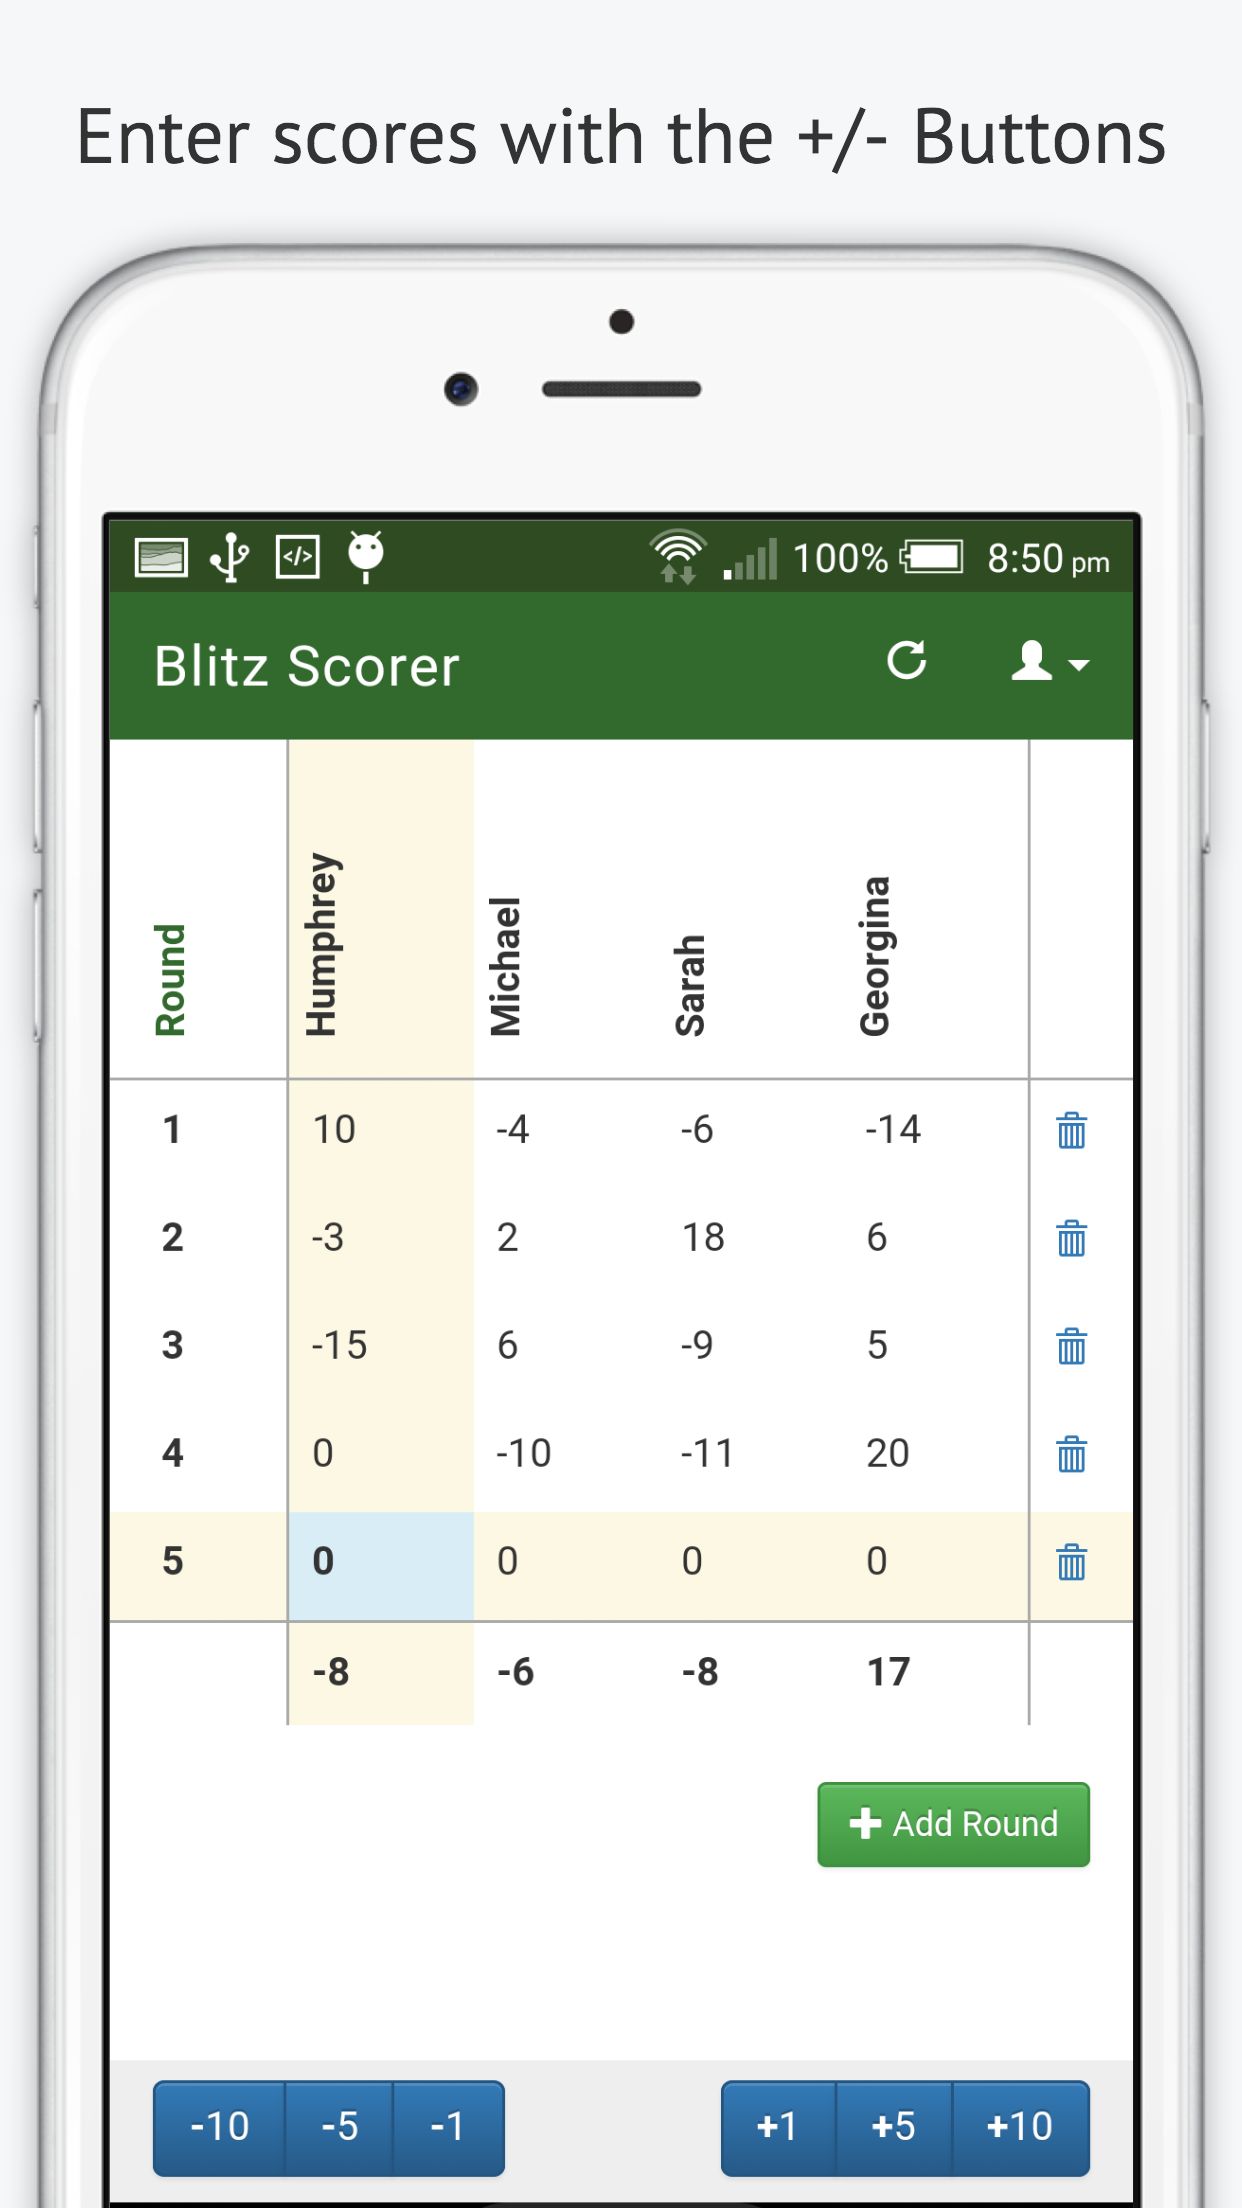 Enter scores with the +/- Buttons
100% 8:50 pm
Blitz Scorer
Round Humphrey Michael Sarah Georgina
1 10 -4 -6 -14
2 -3 2 18 6
3 -15 6 -9 5
4 0 -10 -11 20
5 0 0 0 0
-8 -6 -8 17
Add Round
-10 -5 -1 +1 +5 +10